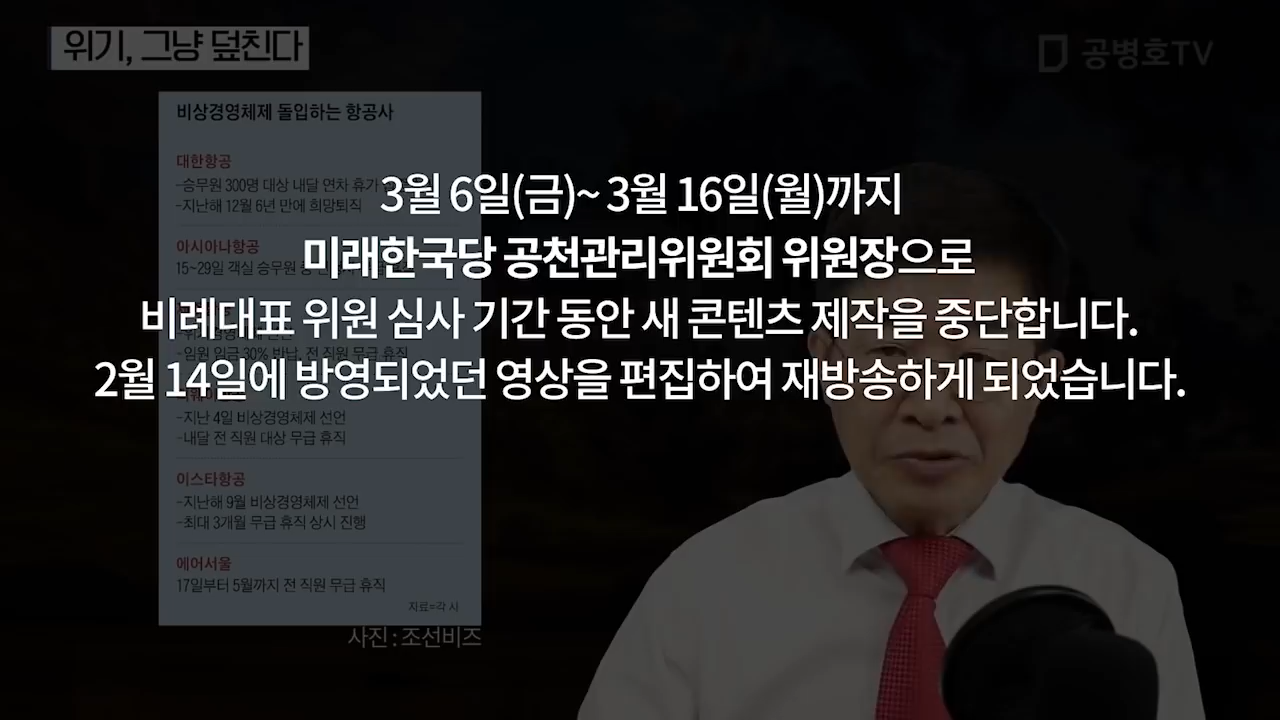 위기, 그냥 덮친다
공병호TV
비상경영체제 돌입하는 항공사
대한항공
-승무원 300명 대상 내달 연차 휴가
-지난해 12월 6년 만에 희망퇴직
아시아나항공
15~29일 객실 승무원
-임원 임금 30% 반납, 전 직원 무급 휴직
-지난 4일 비상경영체제 선언
-내달 전 직원 대상 무급 휴직
이스타항공
-지난해 9월 비상경영체제 선언
-최대 3개월 무급 휴직 상시 진행
에어서울
17일부터 5월까지 전 직원 무급 휴직
자료=각 사
사진 : 조선비즈
3월 6일(금)~ 3월 16일(월)까지
미래한국당 공천관리위원회 위원장으로
비례대표 위원 심사 기간 동안 새 콘텐츠 제작을 중단합니다.
2월 14일에 방영되었던 영상을 편집하여 재방송하게 되었습니다.